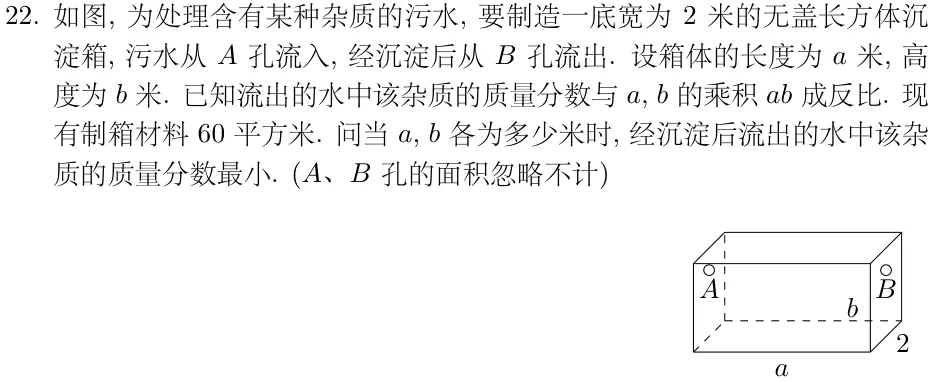 22. 如图, 为处理含有某种杂质的污水, 要制造一底宽为 2 米的无盖长方体沉
淀箱, 污水从 A 孔流入, 经沉淀后从 B 孔流出. 设箱体的长度为 a 米, 高
度为 b 米. 已知流出的水中该杂质的质量分数与 a, b 的乘积 ab 成反比. 现
有制箱材料 60 平方米. 问当 a, b 各为多少米时, 经沉淀后流出的水中该杂
质的质量分数最小. (A、B 孔的面积忽略不计)
A
B
b
2
a